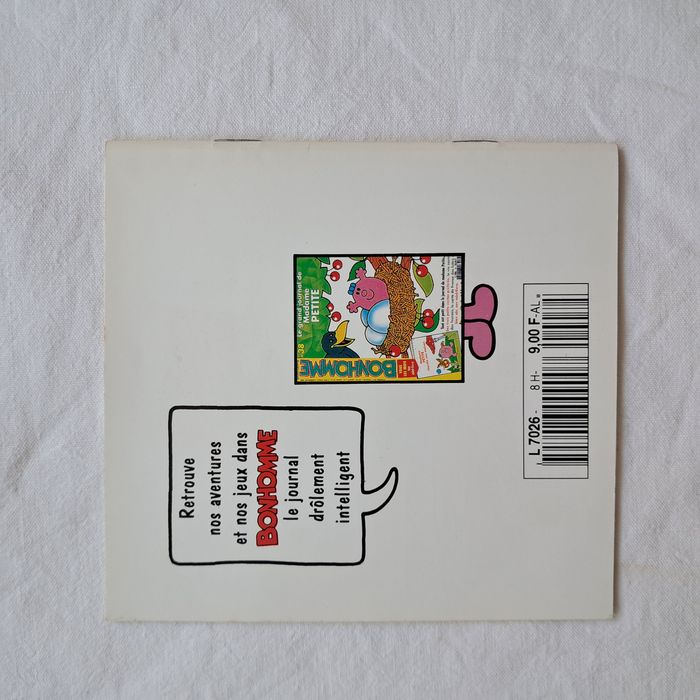 Retrouve
nos aventures
et nos jeux dans
BONHOMME
le journal
drôlement
intelligent
38
Le grand journal de
Madame
PETITE
BONHOMME
L 7026 - 8 H- 9,00 F-AL